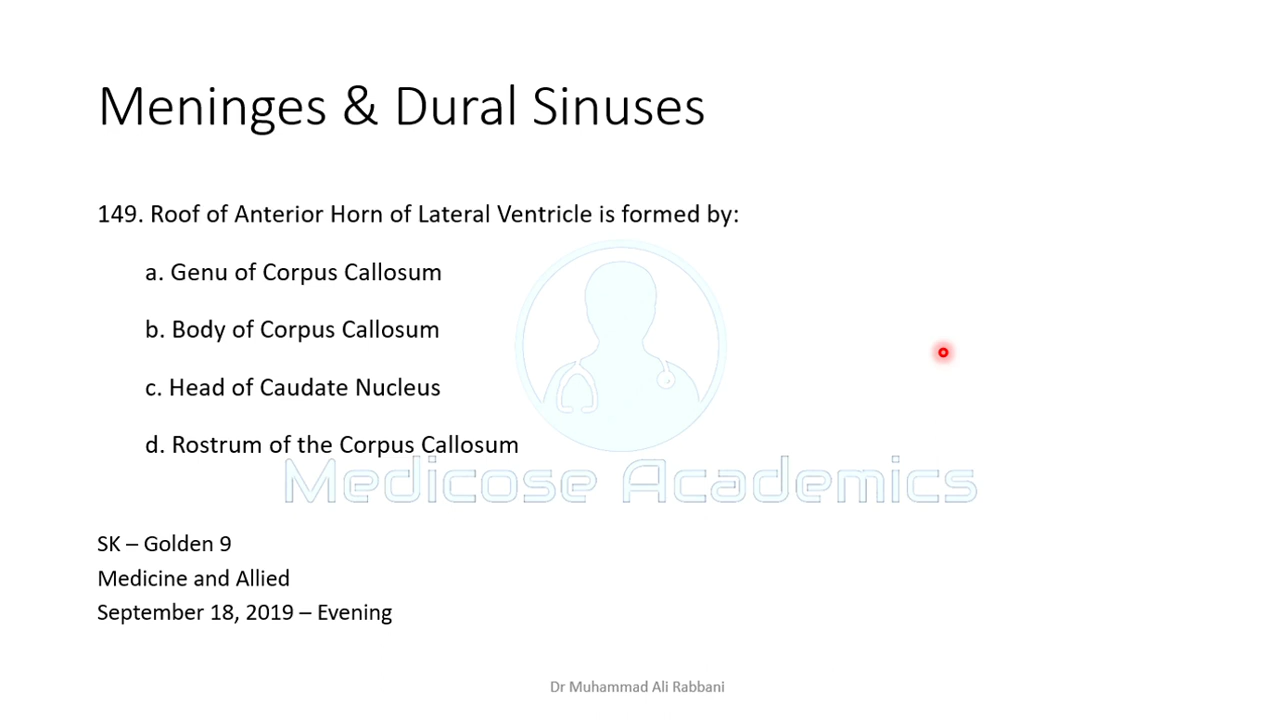 Meninges & Dural Sinuses
149. Roof of Anterior Horn of Lateral Ventricle is formed by:
a. Genu of Corpus Callosum
b. Body of Corpus Callosum
c. Head of Caudate Nucleus
d. Rostrum of the Corpus Callosum
Medicose Academics
SK – Golden 9
Medicine and Allied
September 18, 2019 – Evening
Dr Muhammad Ali Rabbani